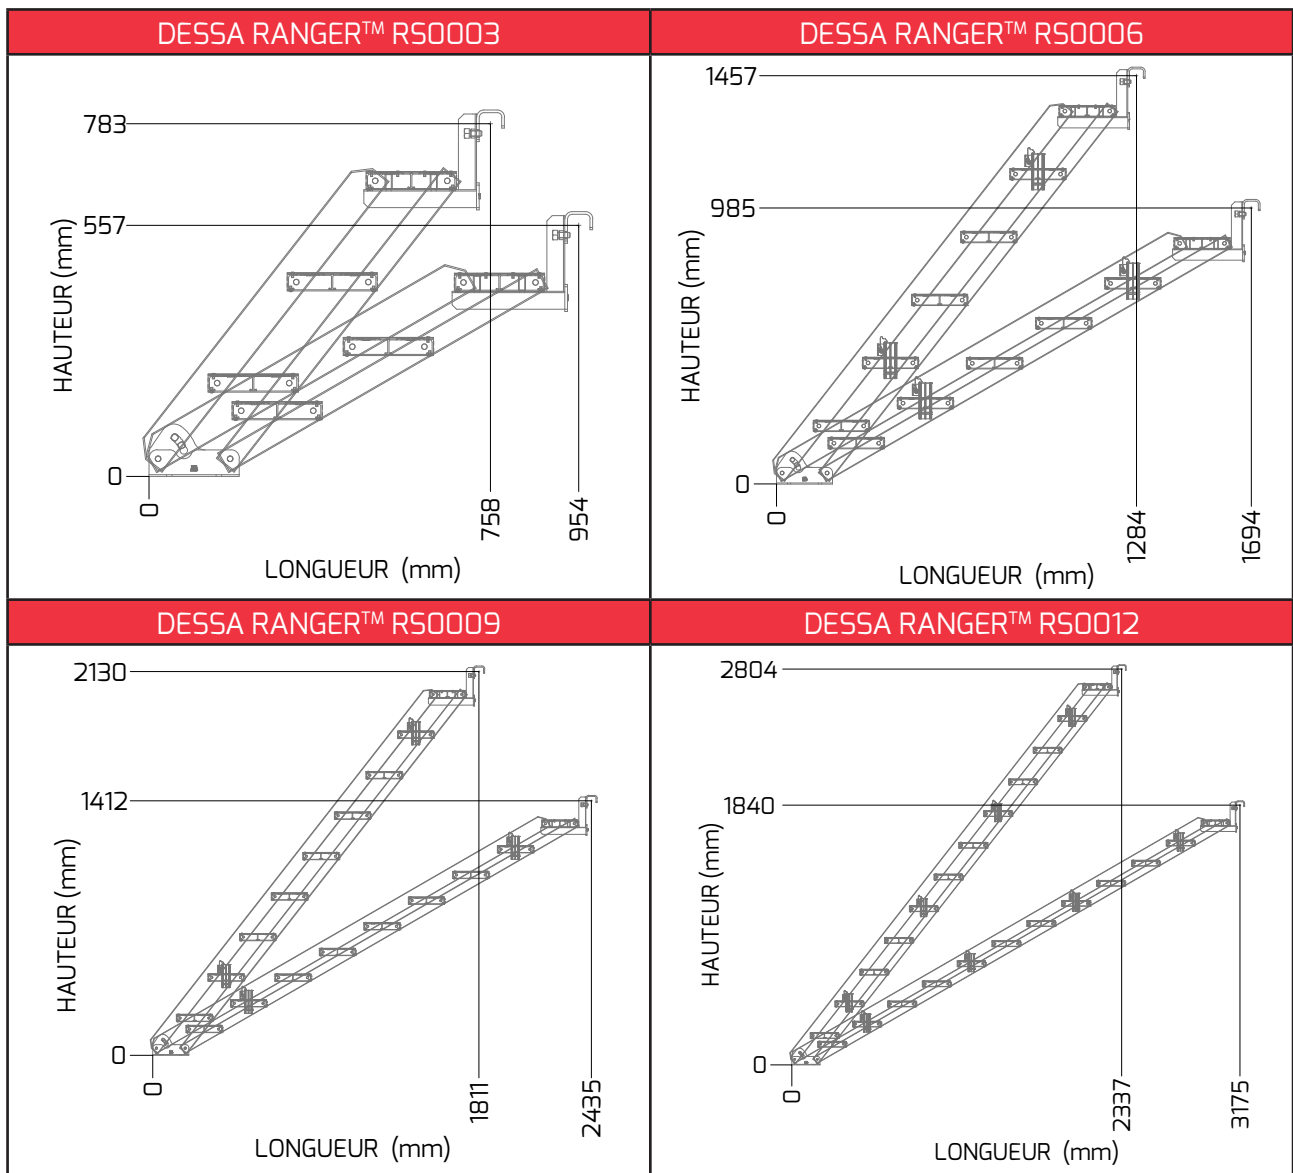 DESSA RANGER™ RS0003
783
557
HAUTEUR (mm)
0
0
758
954
LONGUEUR (mm)
DESSA RANGER™ RS0006
1457
985
HAUTEUR (mm)
0
0
1284
1694
LONGUEUR (mm)
DESSA RANGER™ RS0009
2130
1412
HAUTEUR (mm)
0
0
1811
2435
LONGUEUR (mm)
DESSA RANGER™ RS0012
2804
1840
HAUTEUR (mm)
0
0
2337
3175
LONGUEUR (mm)